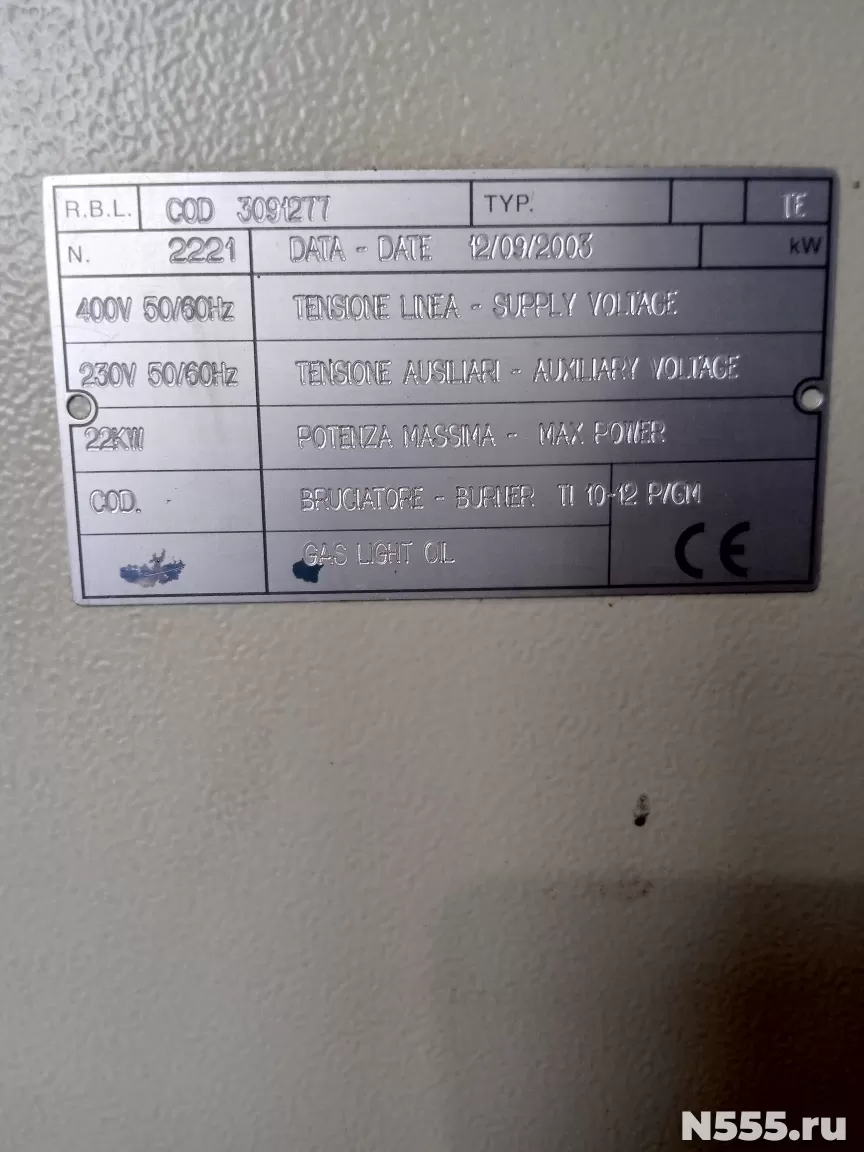 R.B.L. COD 3091277 TYP. TE
N. 2221 DATA - DATE 12/09/2003 kW
400V 50/60Hz TENSIONE LINEA - SUPPLY VOLTAGE
230V 50/60Hz TENSIONE AUSILIARI - AUXILIARY VOLTAGE
22KW POTENZA MASSIMA - MAX POWER
COD. BRUCIATORE - BURNER TI 10-12 P/GM
GAS LIGHT OIL CE
N555.ru